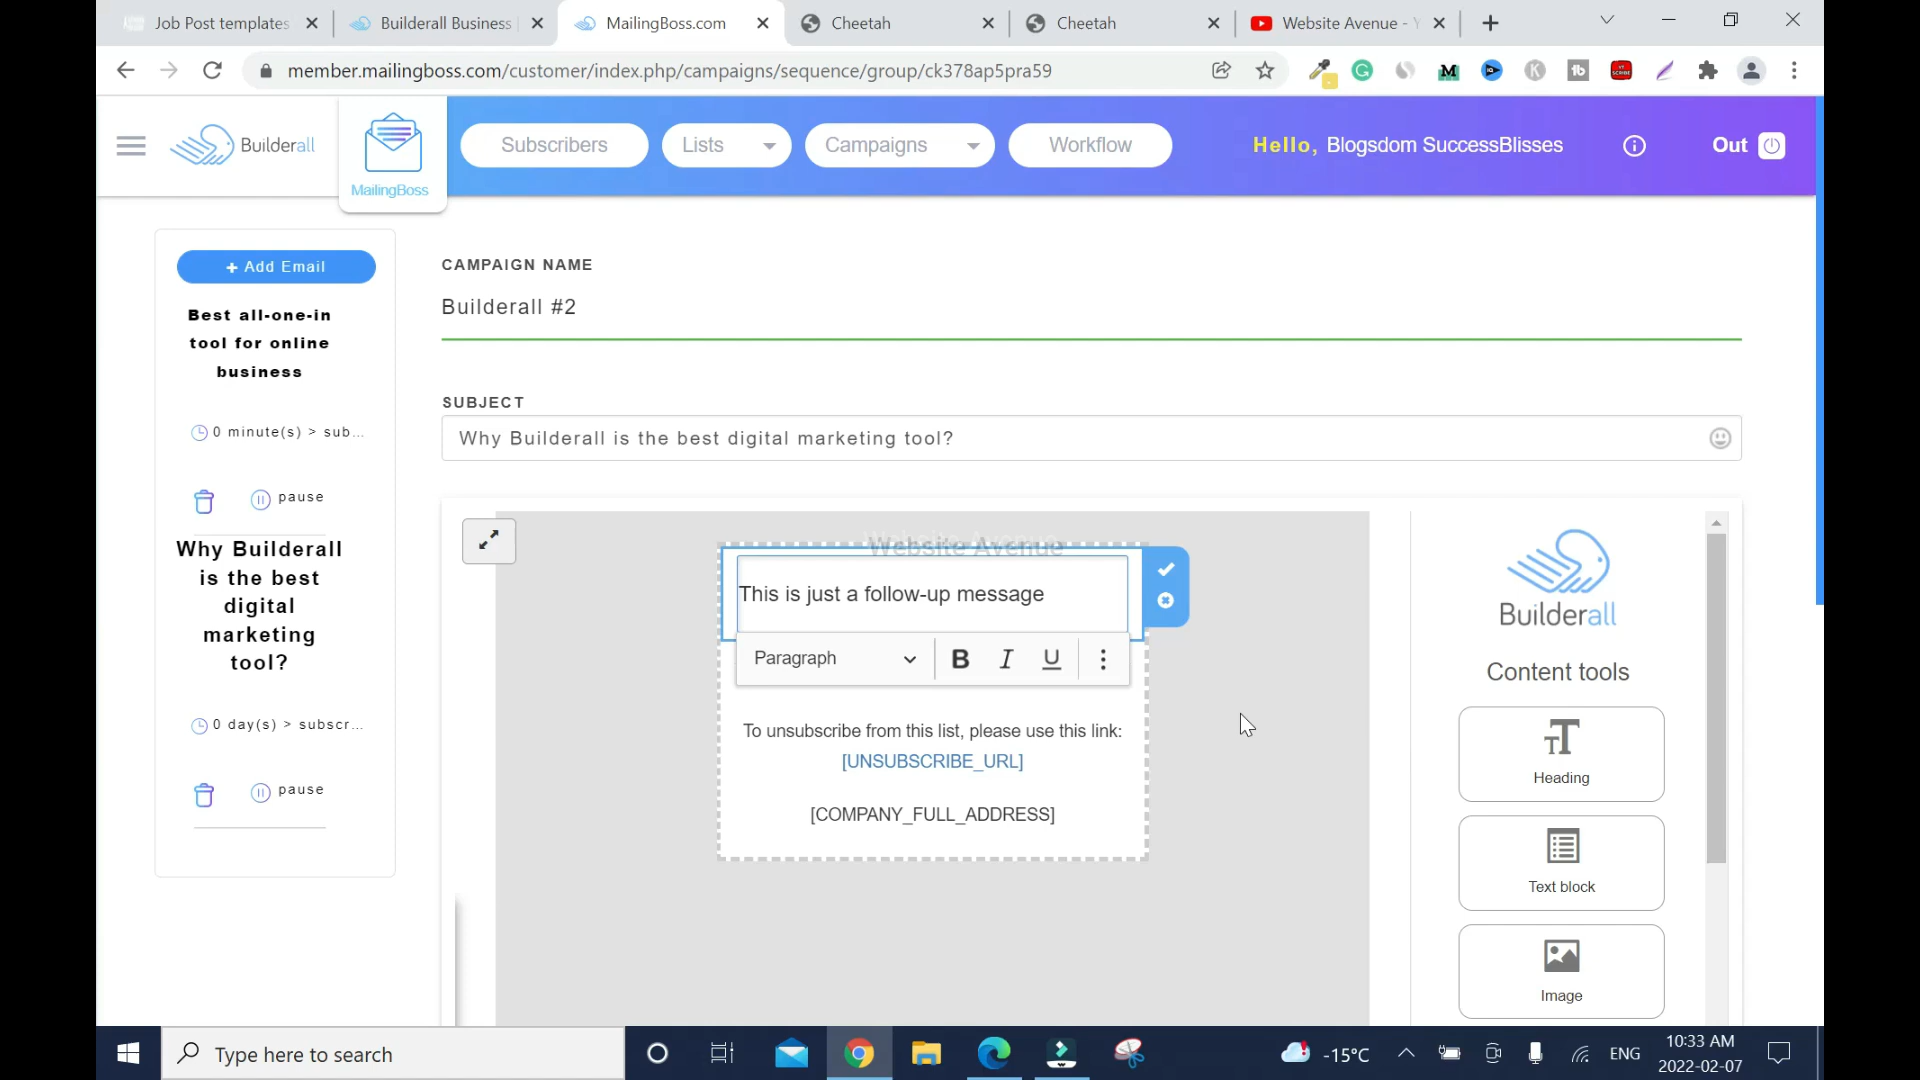 Job Post templates
Builderall Business
MailingBoss.com
Cheetah
Cheetah
Website Avenue - Y
member.mailingboss.com/customer/index.php/campaigns/sequence/group/ck378ap5pra59
Builderall
MailingBoss
Subscribers
Lists
Campaigns
Workflow
Hello, Blogsdom SuccessBlisses
Out
+ Add Email
Best all-one-in
tool for online
business
0 minute(s) > sub...
pause
Why Builderall
is the best
digital
marketing
tool?
0 day(s) > subscr...
pause
CAMPAIGN NAME
Builderall #2
SUBJECT
Why Builderall is the best digital marketing tool?
Website Avenue
This is just a follow-up message
Paragraph
B I U
To unsubscribe from this list, please use this link:
[UNSUBSCRIBE_URL]
[COMPANY_FULL_ADDRESS]
Builderall
Content tools
Heading
Text block
Image
Type here to search
-15°C
ENG
10:33 AM
2022-02-07